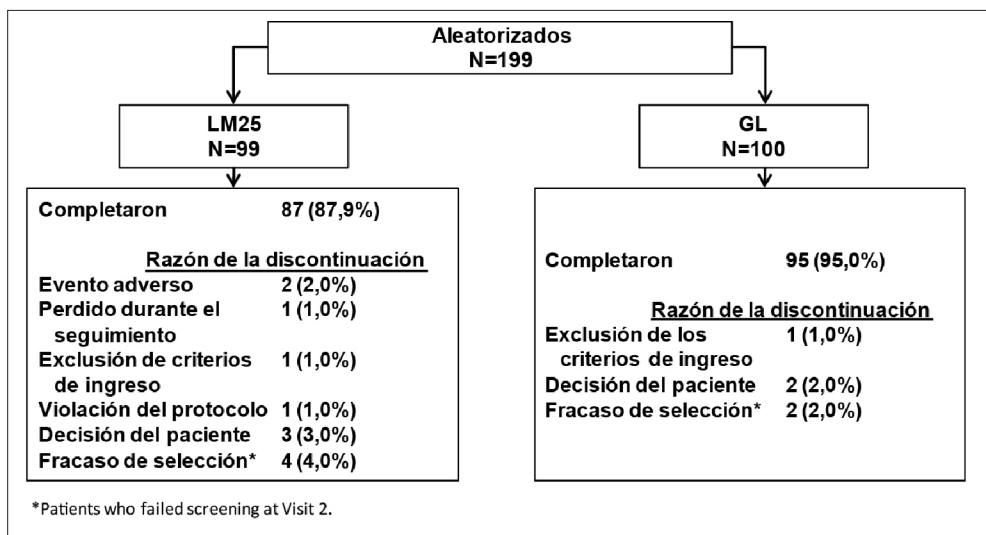 Aleatorizados
N=199
LM25
N=99
GL
N=100
Completaron 87 (87,9%)
Razón de la discontinuación
Evento adverso 2 (2,0%)
Perdido durante el 1 (1,0%)
seguimiento
Exclusión de criterios 1 (1,0%)
de ingreso
Violación del protocolo 1 (1,0%)
Decisión del paciente 3 (3,0%)
Fracaso de selección* 4 (4,0%)
Completaron 95 (95,0%)
Razón de la discontinuación
Exclusión de los 1 (1,0%)
criterios de ingreso
Decisión del paciente 2 (2,0%)
Fracaso de selección* 2 (2,0%)
*Patients who failed screening at Visit 2.